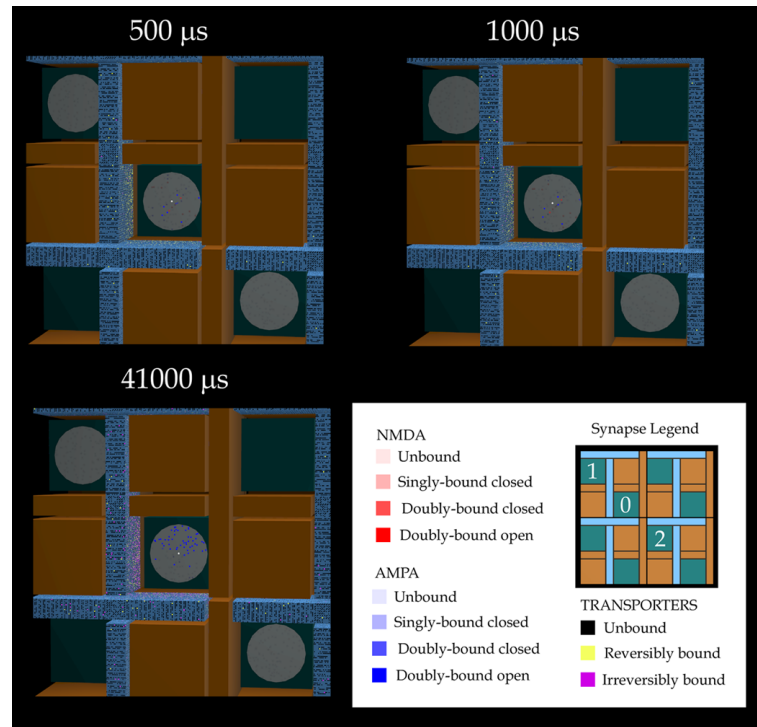 500 µs
1000 µs
41000 µs
NMDA
Unbound
Singly-bound closed
Doubly-bound closed
Doubly-bound open
AMPA
Unbound
Singly-bound closed
Doubly-bound closed
Doubly-bound open
Synapse Legend
1
0
2
TRANSPORTERS
Unbound
Reversibly bound
Irreversibly bound